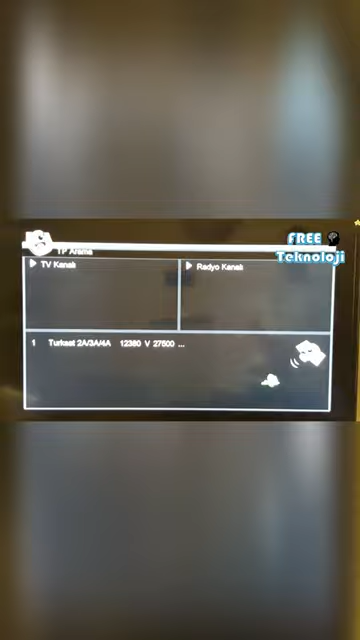 FREE
Teknoloji
TP Arama
TV Kanalı
Radyo Kanalı
1 Turksat 2A/3A/4A 12380 V 27500 ...